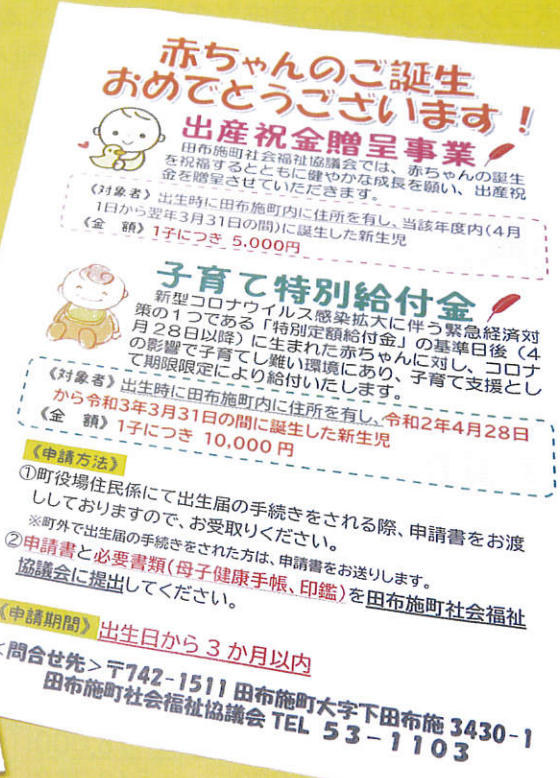 赤ちゃんのご誕生
おめでとうございます！
出産祝金贈呈事業
田布施町社会福祉協議会では、赤ちゃんの誕生
を祝福するとともに健やかな成長を願い、出産祝
金を贈呈させていただきます。
《対象者》出生時に田布施町内に住所を有し、当該年度内(4月
1日から翌年3月31日の間)に誕生した新生児
《金　額》1子につき 5,000円
子育て特別給付金
新型コロナウイルス感染拡大に伴う緊急経済対
策の１つである「特別定額給付金」の基準日後（4
月28日以降）に生まれた赤ちゃんに対し、コロナ
の影響で子育てし難い環境にあり、子育て支援とし
て期限限定により給付いたします。
《対象者》出生時に田布施町内に住所を有し、令和2年4月28日
から令和3年3月31日の間に誕生した新生児
《金　額》1子につき 10,000円
《申請方法》
①町役場住民係にて出生届の手続きをされる際、申請書をお渡
ししておりますので、お受取りください。
※町外で出生届の手続きをされた方は、申請書をお送りします。
②申請書と必要書類(母子健康手帳、印鑑)を田布施町社会福祉
協議会に提出してください。
《申請期間》出生日から３か月以内
＜問合せ先＞〒742-1511 田布施町大字下田布施 3430-1
田布施町社会福祉協議会 TEL 53-1103